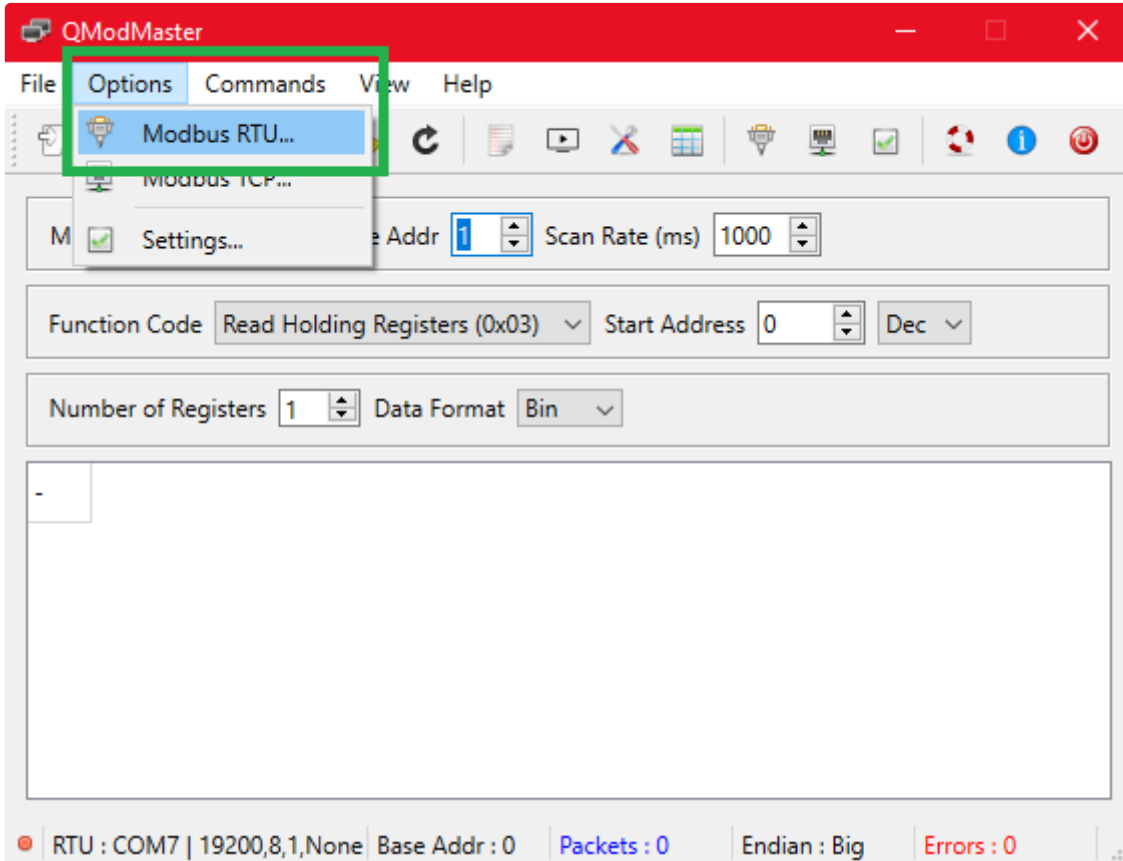 QModMaster
File Options Commands View Help
Modbus RTU...
Modbus TCP...
Settings...
M e Addr 1 Scan Rate (ms) 1000
Function Code Read Holding Registers (0x03) Start Address 0 Dec
Number of Registers 1 Data Format Bin
-
RTU : COM7 | 19200,8,1,None Base Addr : 0 Packets : 0 Endian : Big Errors : 0